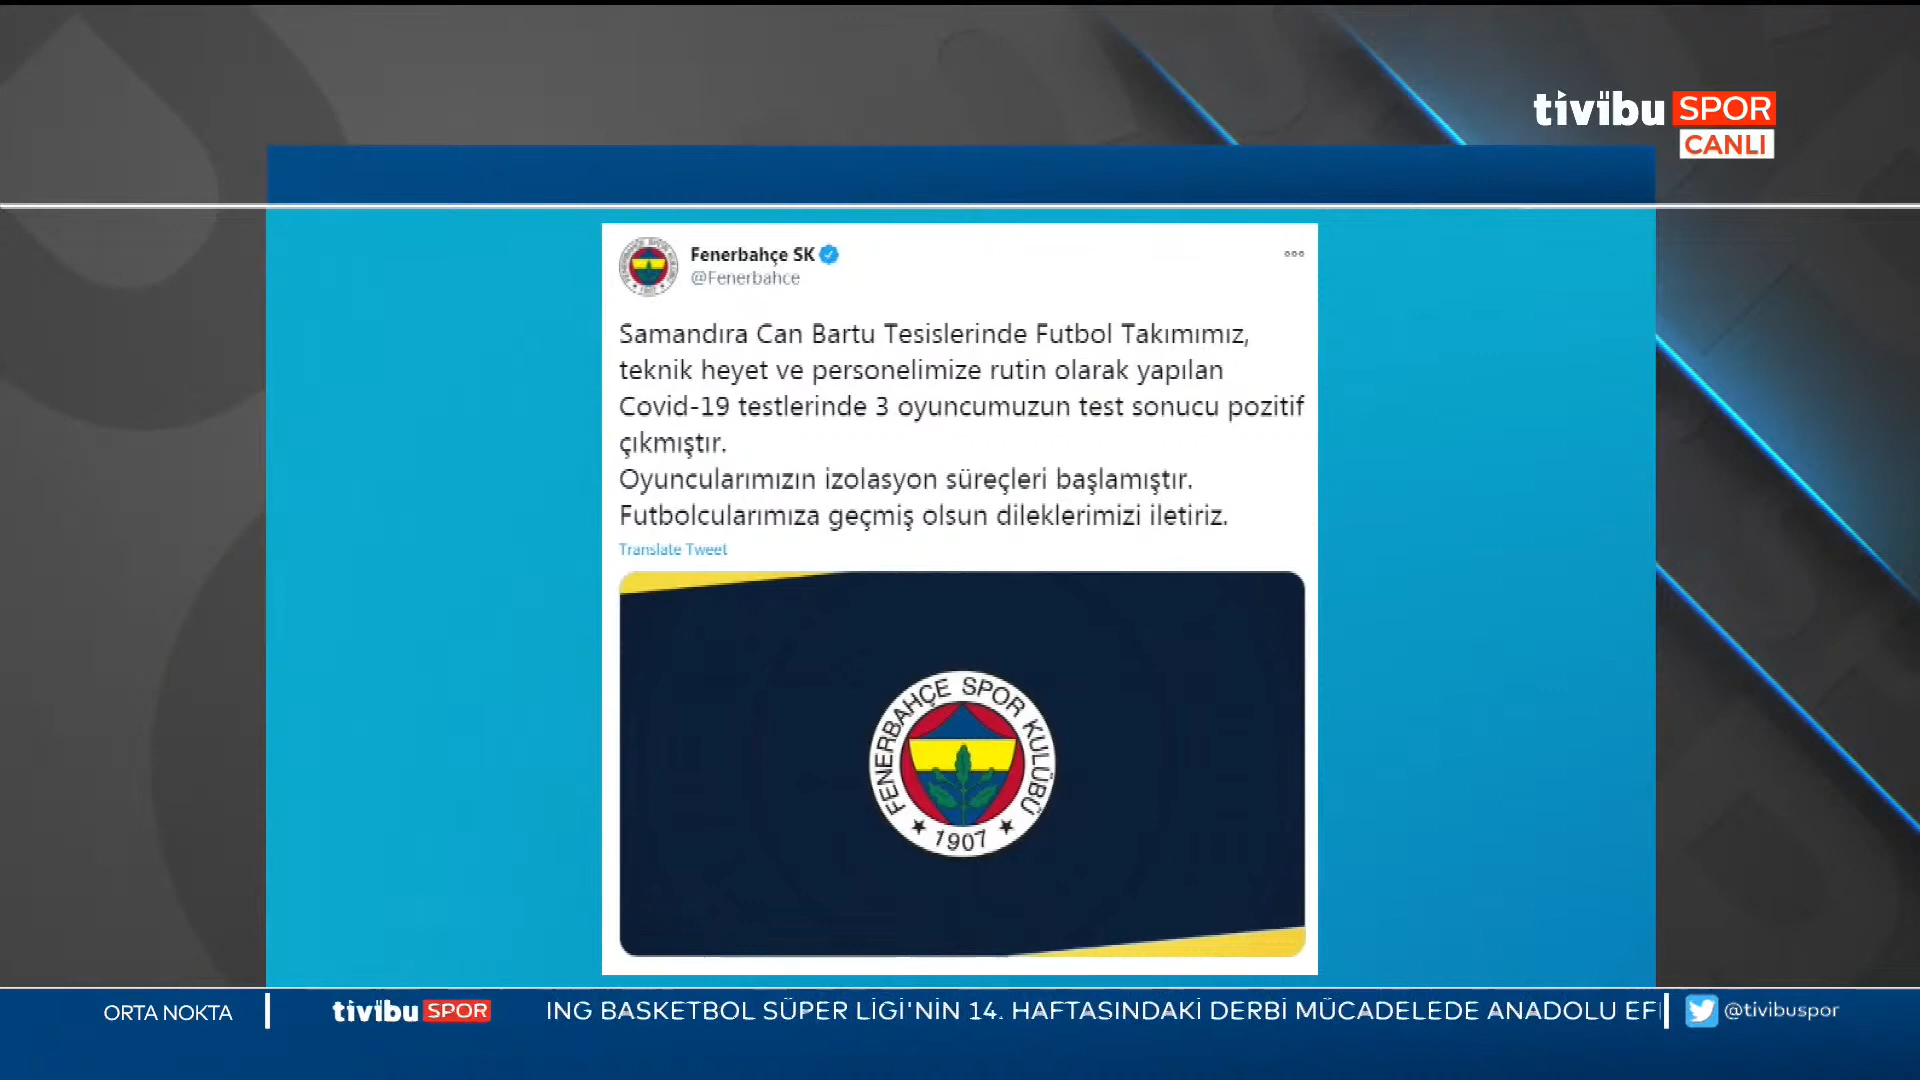 tivibu SPOR
CANLI
Fenerbahçe SK
@Fenerbahce
Samandıra Can Bartu Tesislerinde Futbol Takımımız,
teknik heyet ve personelimize rutin olarak yapılan
Covid-19 testlerinde 3 oyuncumuzun test sonucu pozitif
çıkmıştır.
Oyuncularımızın izolasyon süreçleri başlamıştır.
Futbolcularımıza geçmiş olsun dileklerimizi iletiriz.
Translate Tweet
FENERBAHÇE SPOR KULÜBÜ
1907
ORTA NOKTA
tivibu SPOR
ING BASKETBOL SÜPER LİGİ'NİN 14. HAFTASINDAKİ DERBİ MÜCADELEDE ANADOLU EF
@tivibuspor